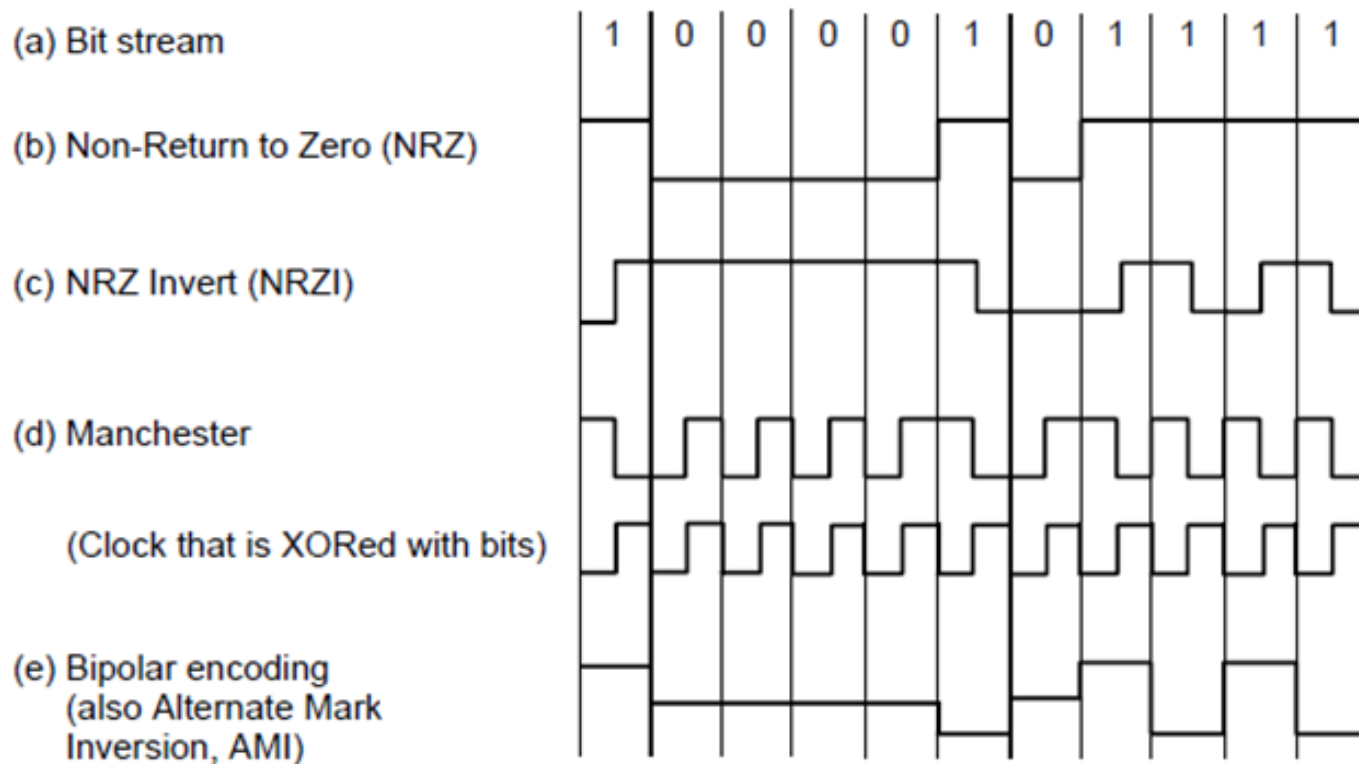 (a) Bit stream 1 0 0 0 0 1 0 1 1 1 1
(b) Non-Return to Zero (NRZ)
(c) NRZ Invert (NRZI)
(d) Manchester
(Clock that is XORed with bits)
(e) Bipolar encoding
(also Alternate Mark
Inversion, AMI)